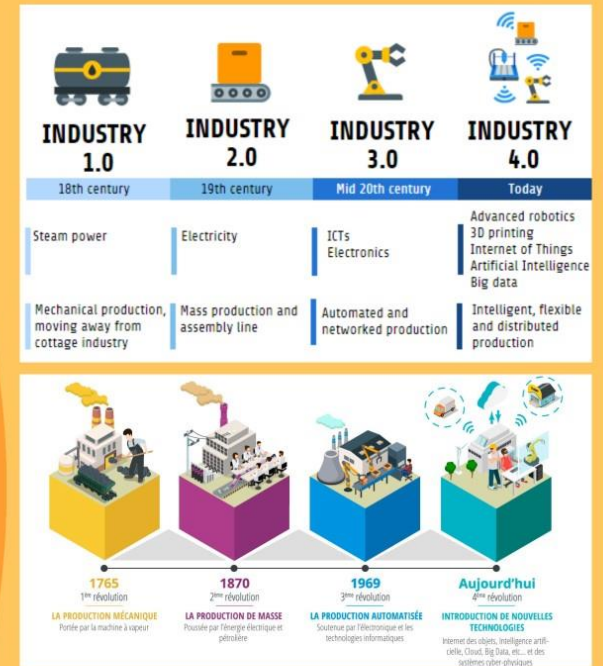 INDUSTRY
1.0
INDUSTRY
2.0
INDUSTRY
3.0
INDUSTRY
4.0
18th century
19th century
Mid 20th century
Today
Steam power
Electricity
ICTs
Electronics
Advanced robotics
3D printing
Internet of Things
Artificial Intelligence
Big data
Mechanical production,
moving away from
cottage industry
Mass production and
assembly line
Automated and
networked production
Intelligent, flexible
and distributed
production
1765
1ère révolution
LA PRODUCTION MÉCANIQUE
Portée par la machine à vapeur
1870
2ème révolution
LA PRODUCTION DE MASSE
Poussée par l'énergie électrique et
pétrolière
1969
3ème révolution
LA PRODUCTION AUTOMATISÉE
Soutenue par l'électronique et les
technologies informatiques
Aujourd'hui
4ème révolution
INTRODUCTION DE NOUVELLES
TECHNOLOGIES
Internet des objets, Intelligence artifi-
cielle, Cloud, Big Data, etc... et des
systèmes cyber-physiques